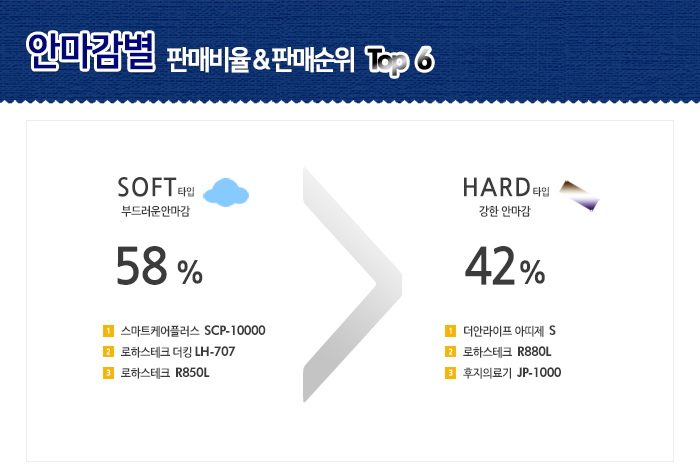 안마감별 판매비율&판매순위 Top 6
SOFT타입
부드러운안마감
58 %
1 스마트케어플러스 SCP-10000
2 로하스테크 더킹 LH-707
3 로하스테크 R850L
HARD타입
강한 안마감
42%
1 더안라이프 아띠제 S
2 로하스테크 R880L
3 후지의료기 JP-1000